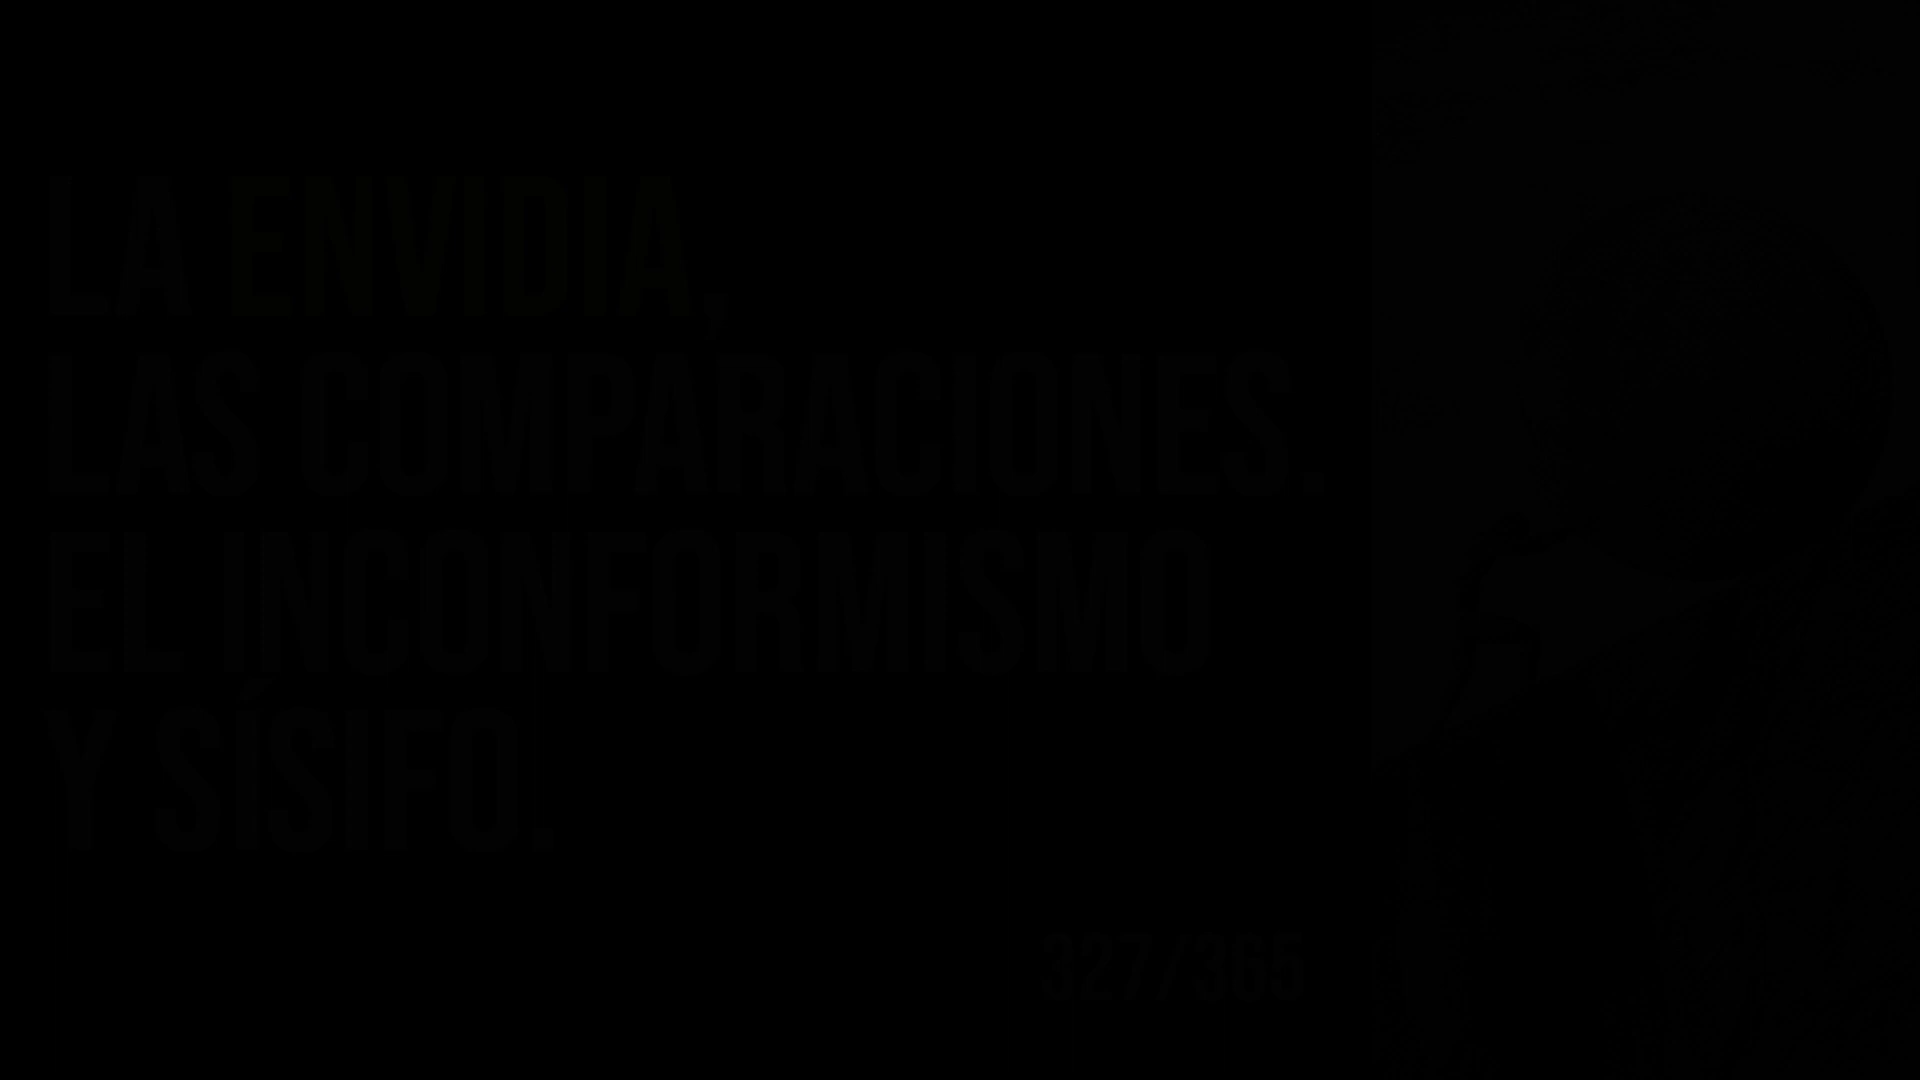 LA ENVIDIA,
LAS COMPARACIONES.
EL INCONFORMISMO
Y SÍSIFO.
327/365